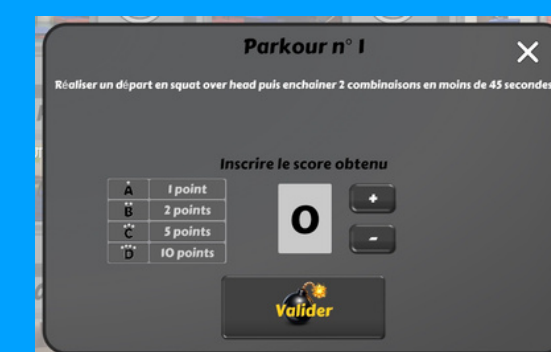 Parkour n° 1
Réaliser un départ en squat over head puis enchainer 2 combinaisons en moins de 45 secondes
Inscrire le score obtenu
A 1 point
B 2 points
C 5 points
D 10 points
0
+
-
Valider